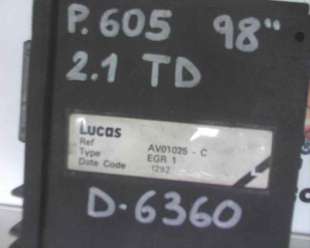 P. 605 98"
2.1 TD
Lucas
Ref AV01025 - C
Type EGR 1
Date Code 1292
D-6360